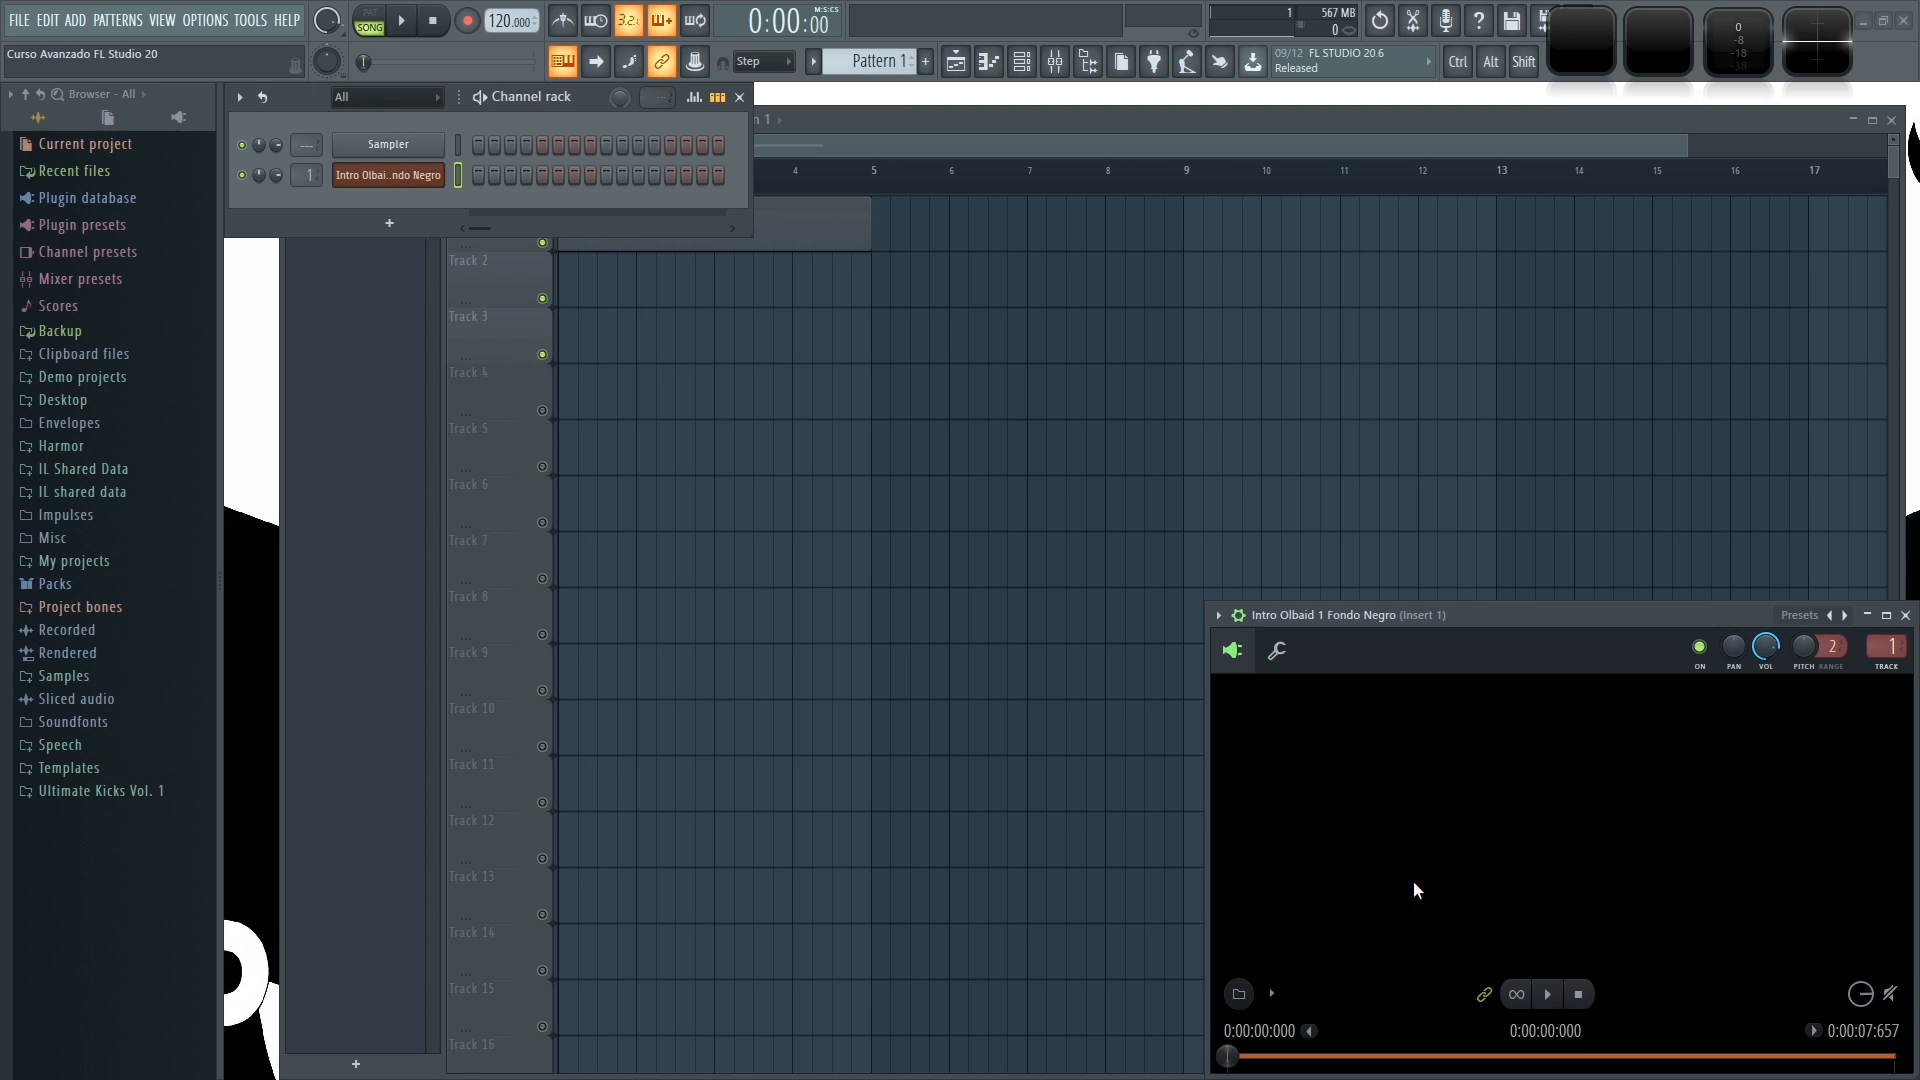 FILE EDIT ADD PATTERNS VIEW OPTIONS TOOLS HELP
PAT
SONG
120.000
3.2.
0:00:00
M:S:CS
1
567 MB
0
0
-8
-18
-38
Curso Avanzado FL Studio 20
Step
Pattern 1
+
09/12 FL STUDIO 20.6
Released
Ctrl
Alt
Shift
Browser - All
All
Channel rack
--- Sampler
1 Intro Olbai..ndo Negro
+
n 1
4 5 6 7 8 9 10 11 12 13 14 15 16 17
Current project
Recent files
Plugin database
Plugin presets
Channel presets
Mixer presets
Scores
Backup
Clipboard files
Demo projects
Desktop
Envelopes
Harmor
IL Shared Data
IL shared data
Impulses
Misc
My projects
Packs
Project bones
Recorded
Rendered
Samples
Sliced audio
Soundfonts
Speech
Templates
Ultimate Kicks Vol. 1
Track 2
Track 3
Track 4
Track 5
Track 6
Track 7
Track 8
Track 9
Track 10
Track 11
Track 12
Track 13
Track 14
Track 15
Track 16
+
Intro Olbaid 1 Fondo Negro (Insert 1)
Presets
2
1
ON PAN VOL PITCH RANGE TRACK
0:00:00:000
0:00:00:000
0:00:07:657